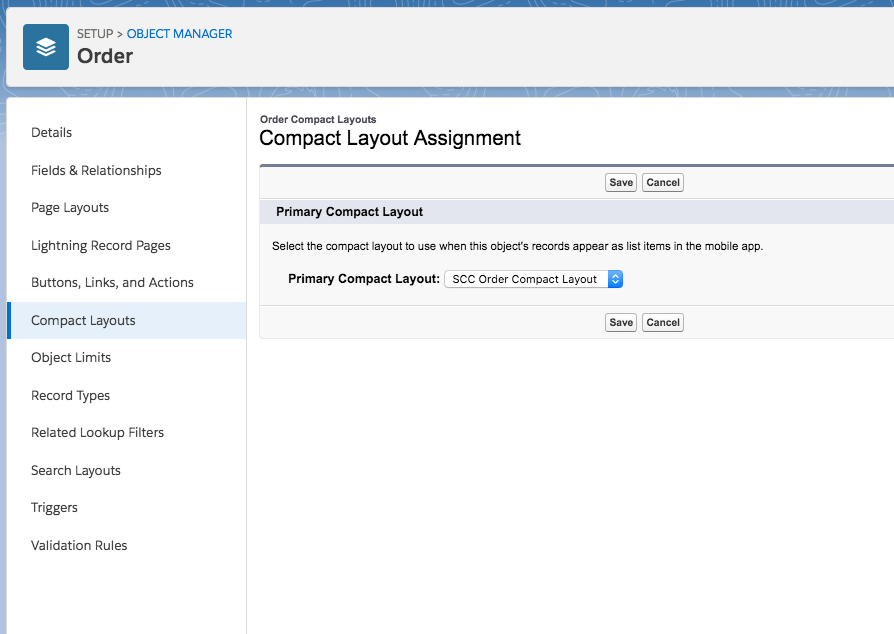 SETUP > OBJECT MANAGER
Order
Details
Fields & Relationships
Page Layouts
Lightning Record Pages
Buttons, Links, and Actions
Compact Layouts
Object Limits
Record Types
Related Lookup Filters
Search Layouts
Triggers
Validation Rules
Order Compact Layouts
Compact Layout Assignment
Save Cancel
Primary Compact Layout
Select the compact layout to use when this object's records appear as list items in the mobile app.
Primary Compact Layout: SCC Order Compact Layout
Save Cancel